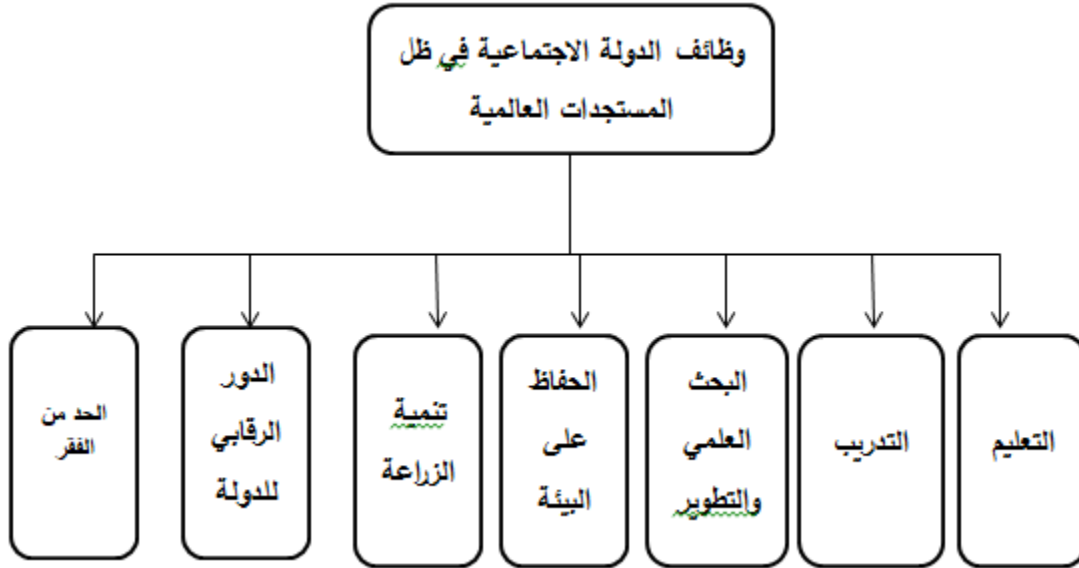 وظائف الدولة الاجتماعية في ظل
المستجدات العالمية
التعليم
التدريب
البحث
العلمي
والتطوير
الحفاظ
على
البيئة
تنمية
الزراعة
الدور
الرقابي
للدولة
الحد من
الفقر